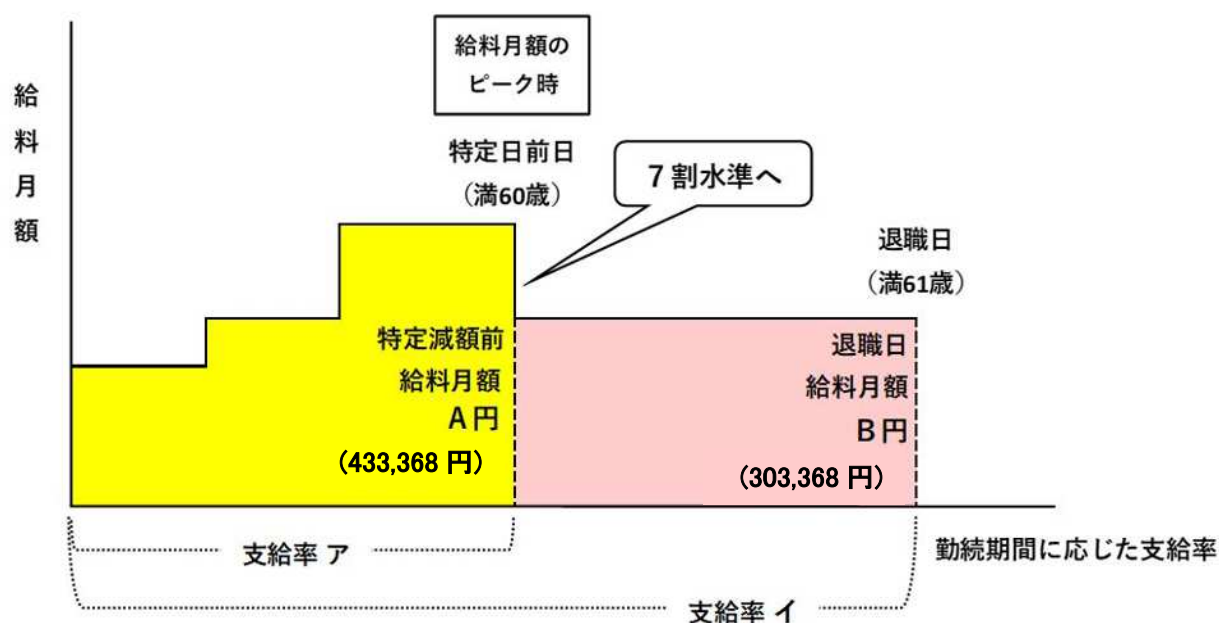 給料月額の
ピーク時
給料月額
特定日前日
（満60歳）
７割水準へ
退職日
（満61歳）
特定減額前
給料月額
Ａ円
（433,368 円）
退職日
給料月額
Ｂ円
（303,368 円）
支給率 ア
勤続期間に応じた支給率
支給率 イ